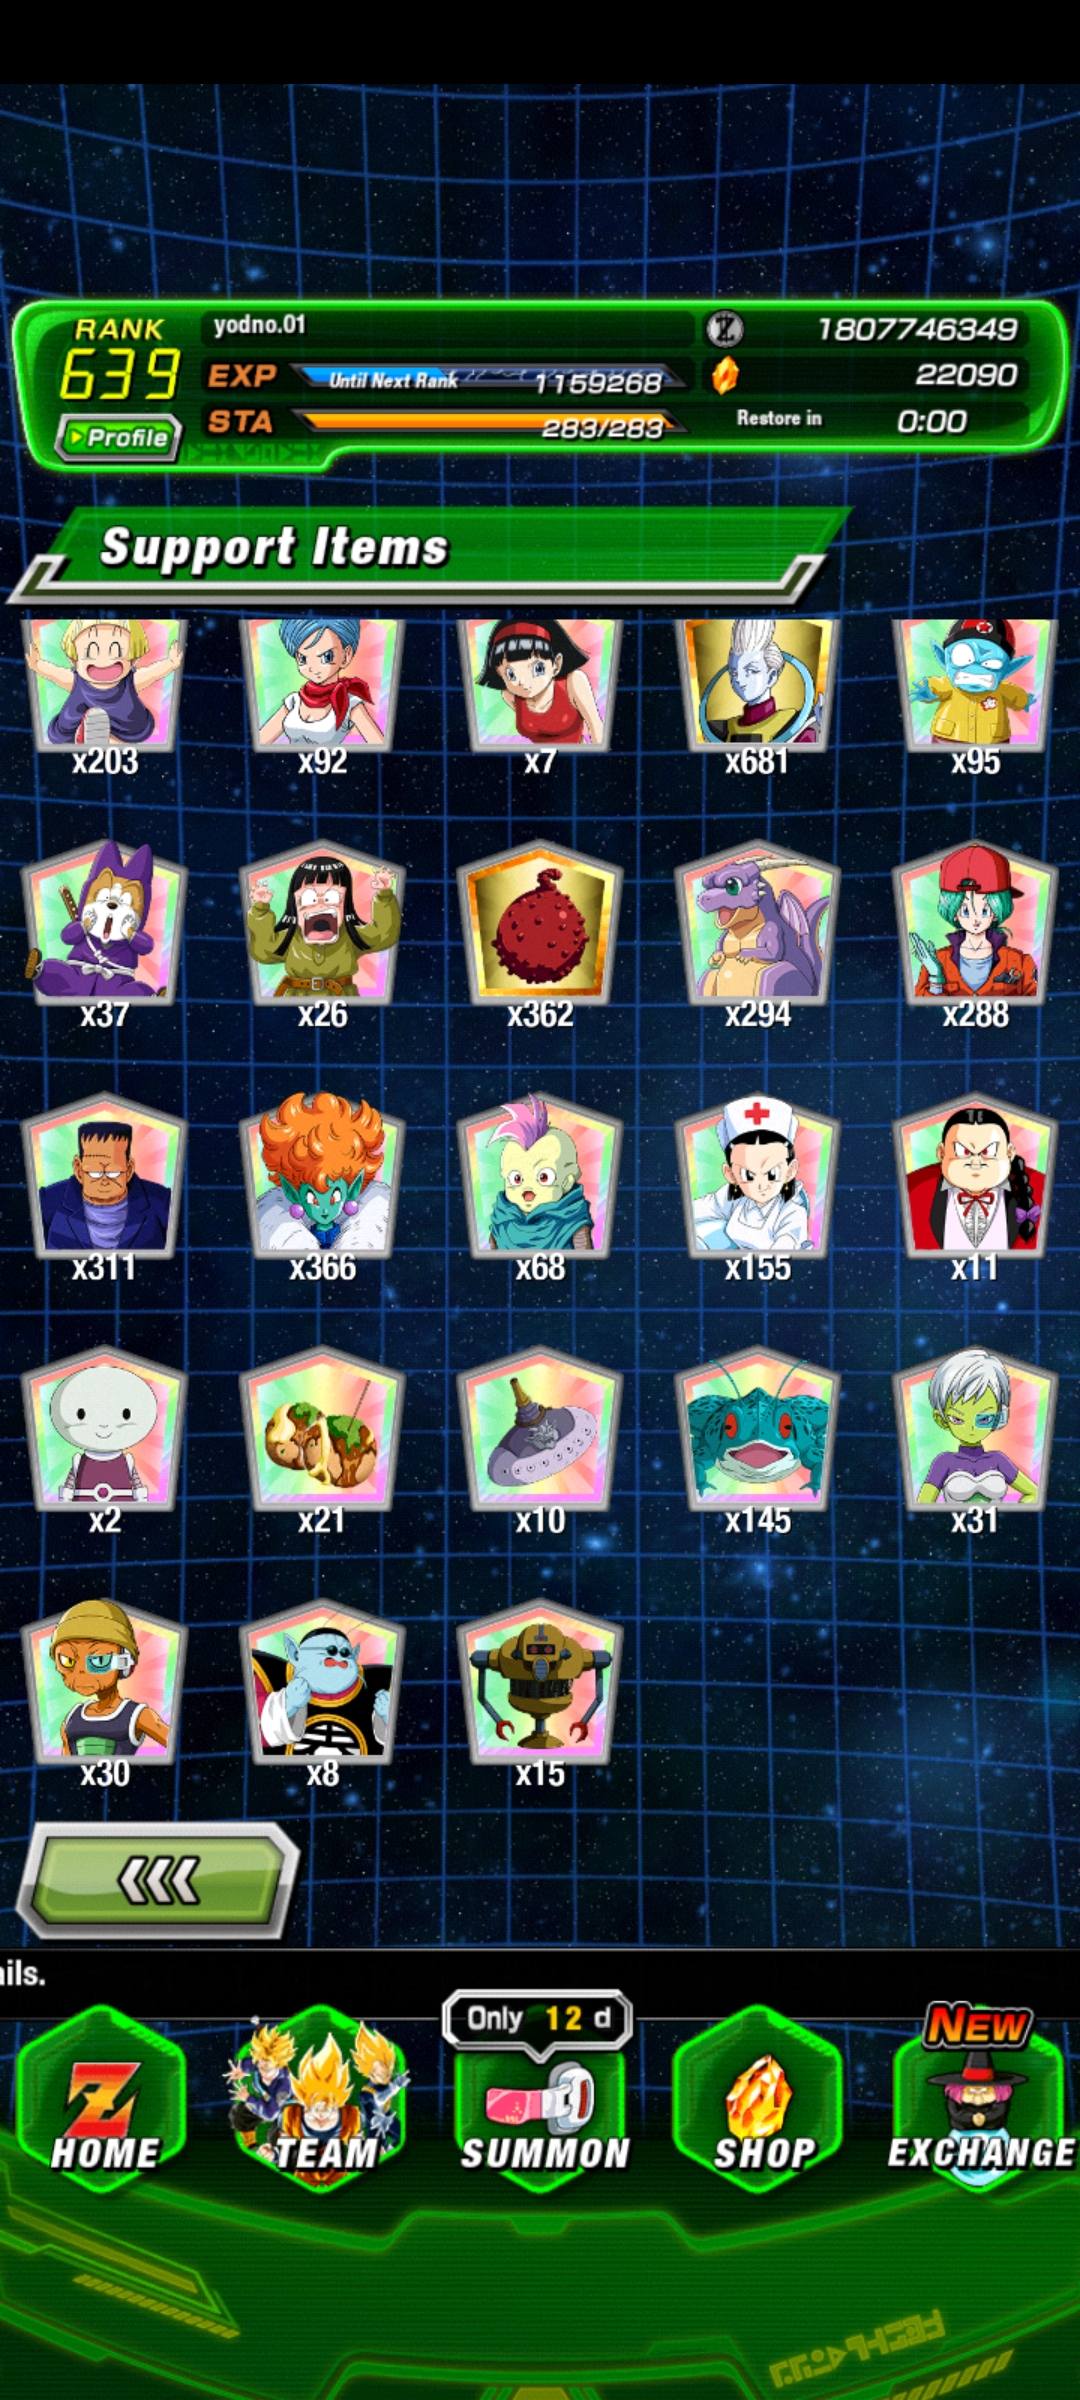 RANK
639
Profile
yodno.01
1807746349
EXP Until Next Rank 1159268
22090
STA 283/283
Restore in 0:00
Support Items
x203 x92 x7 x681 x95
x37 x26 x362 x294 x288
x311 x366 x68 x155 x11
x2 x21 x10 x145 x31
x30 x8 x15
ails.
Only 12 d
NEW
HOME TEAM SUMMON SHOP EXCHANGE